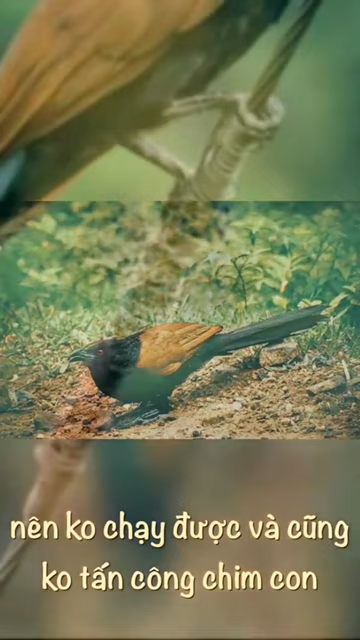 nên ko chạy được và cũng
ko tấn công chim con